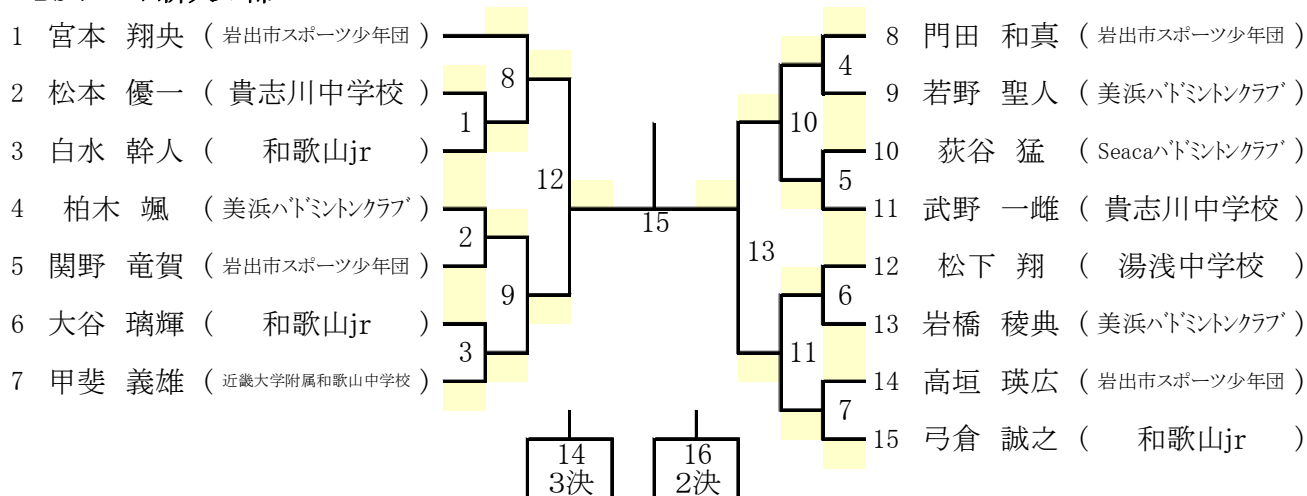 1 宮本 翔央 ( 岩出市スポーツ少年団 )
2 松本 優一 ( 貴志川中学校 )
3 白水 幹人 ( 和歌山jr )
4 柏木 颯 ( 美浜バドミントンクラブ )
5 関野 竜賀 ( 岩出市スポーツ少年団 )
6 大谷 璃輝 ( 和歌山jr )
7 甲斐 義雄 ( 近畿大学附属和歌山中学校 )
8
1
12
2
9
3
15
14
3決
16
2決
4
10
5
13
6
11
7
8 門田 和真 ( 岩出市スポーツ少年団 )
9 若野 聖人 ( 美浜バドミントンクラブ )
10 荻谷 猛 ( Seacaバドミントンクラブ )
11 武野 一雌 ( 貴志川中学校 )
12 松下 翔 ( 湯浅中学校 )
13 岩橋 稜典 ( 美浜バドミントンクラブ )
14 高垣 瑛広 ( 岩出市スポーツ少年団 )
15 弓倉 誠之 ( 和歌山jr )